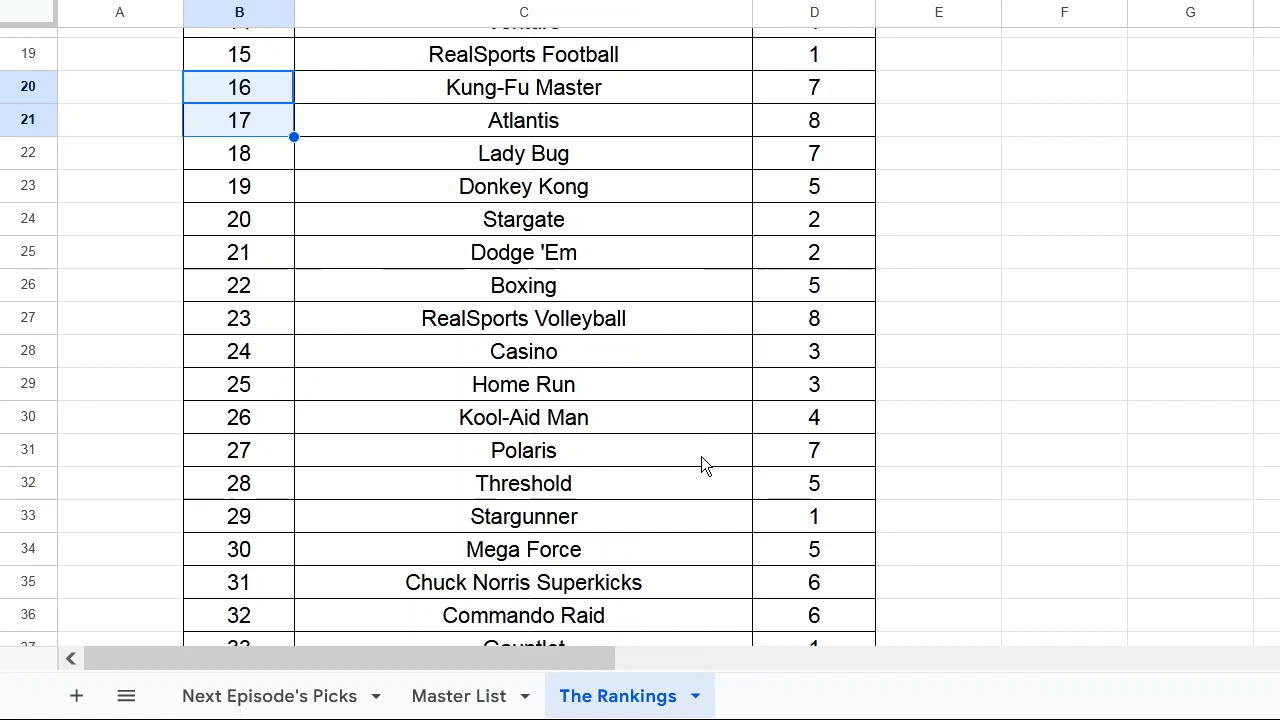 B C D E F G
19 15 RealSports Football 1
20 16 Kung-Fu Master 7
21 17 Atlantis 8
22 18 Lady Bug 7
23 19 Donkey Kong 5
24 20 Stargate 2
25 21 Dodge 'Em 2
26 22 Boxing 5
27 23 RealSports Volleyball 8
28 24 Casino 3
29 25 Home Run 3
30 26 Kool-Aid Man 4
31 27 Polaris 7
32 28 Threshold 5
33 29 Stargunner 1
34 30 Mega Force 5
35 31 Chuck Norris Superkicks 6
36 32 Commando Raid 6
37 33 Gauntlet 1
Next Episode's Picks Master List The Rankings